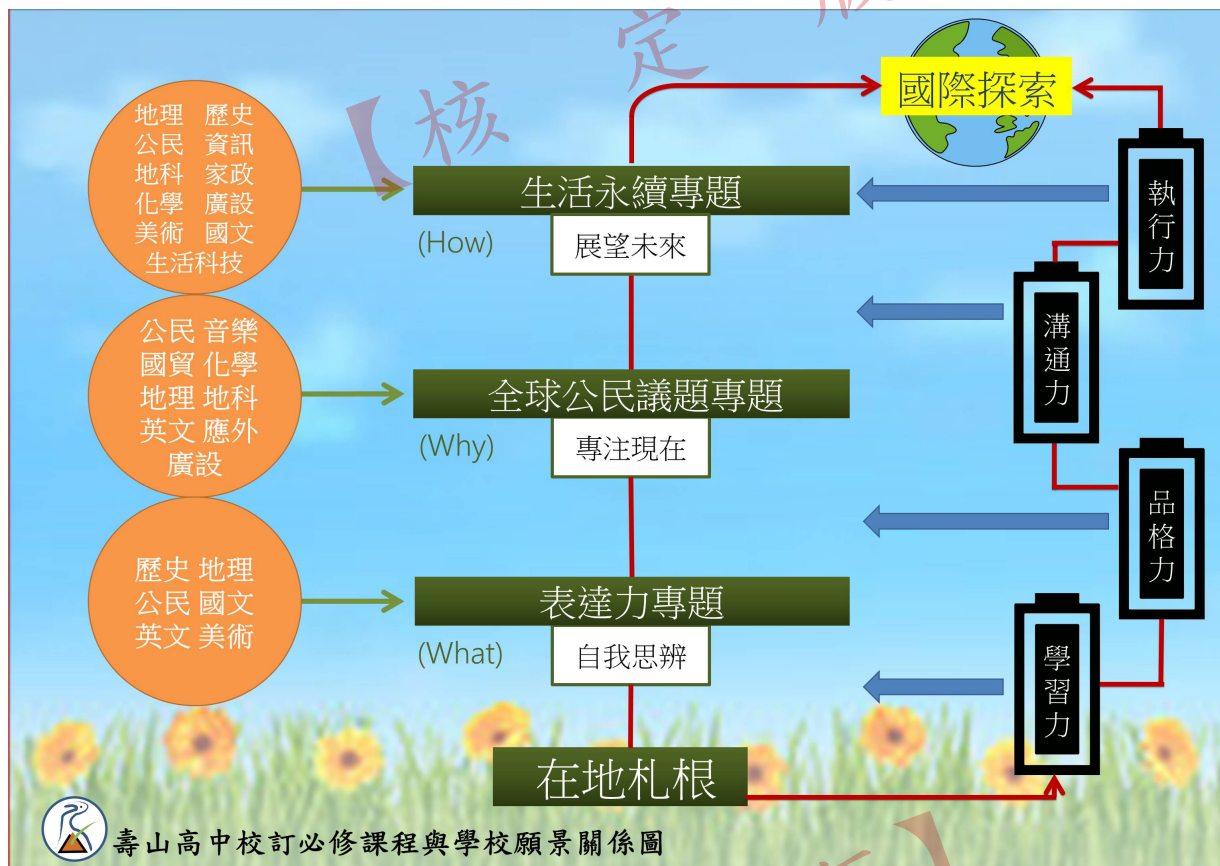 【核定版】
國際探索
地理 歷史
公民 資訊
地科 家政
化學 廣設
美術 國文
生活科技
生活永續專題
(How)
展望未來
執行力
溝通力
公民 音樂
國貿 化學
地理 地科
英文 應外
廣設
全球公民議題專題
(Why)
專注現在
品格力
歷史 地理
公民 國文
英文 美術
表達力專題
(What)
自我思辨
學習力
在地札根
壽山高中校訂必修課程與學校願景關係圖